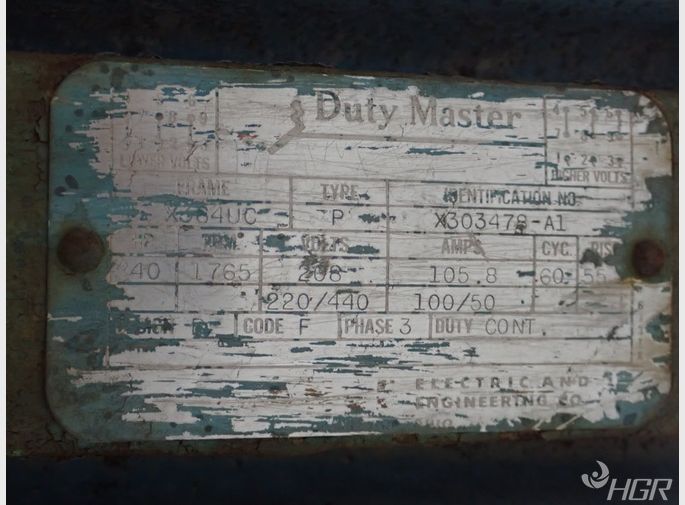 Duty Master
LOWER VOLTS
HIGHER VOLTS
FRAME TYPE IDENTIFICATION NO.
P X303478-A1
HP RPM VOLTS AMPS CYC. RISE
40 1765 208 105.8 60 55
220/440 100/50
CODE F PHASE 3 DUTY CONT.
ELECTRIC AND
ENGINEERING CO.
HGR